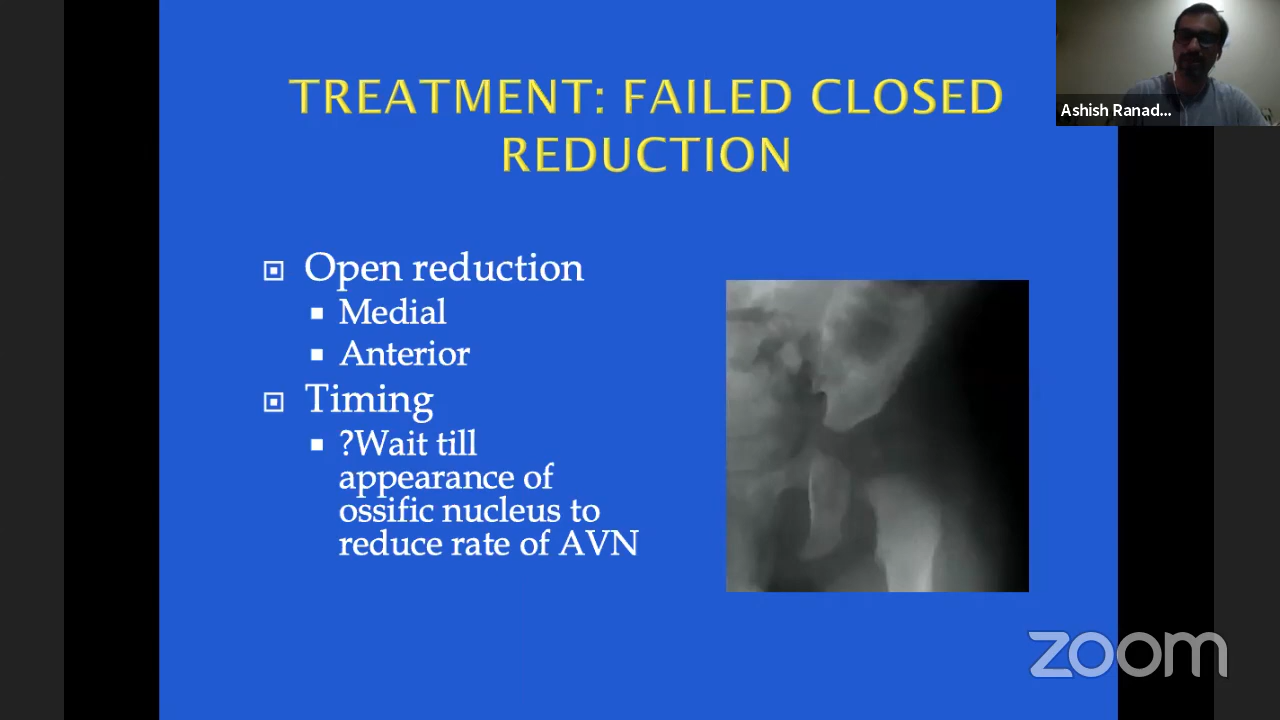 TREATMENT: FAILED CLOSED
REDUCTION
Open reduction
Medial
Anterior
Timing
?Wait till
appearance of
ossific nucleus to
reduce rate of AVN
Ashish Ranad...
zoom